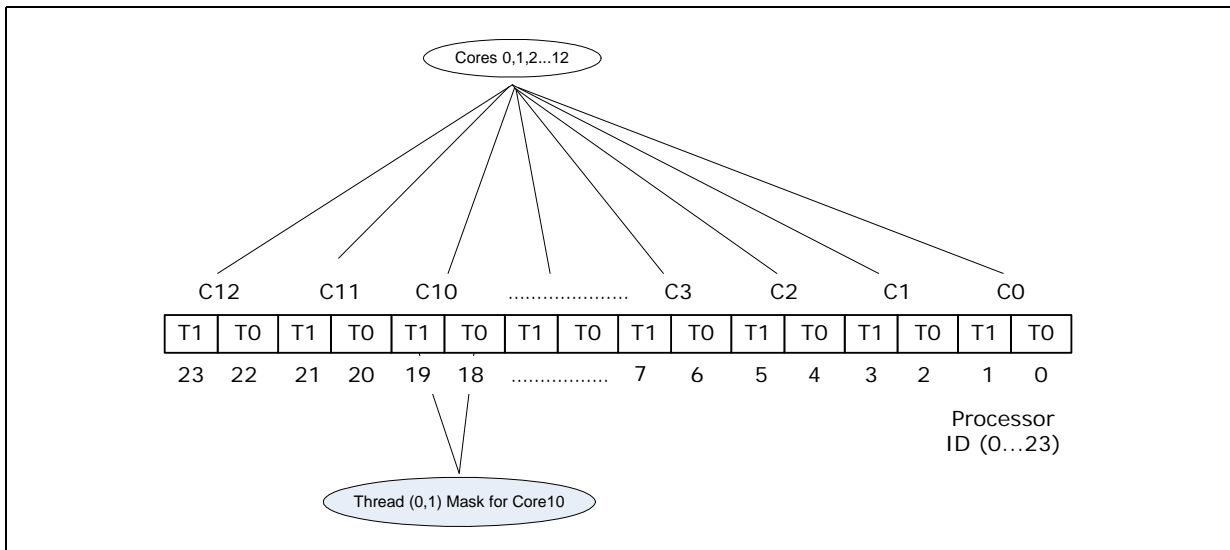 Cores 0,1,2...12
C12 C11 C10 ..................... C3 C2 C1 C0
T1 T0 T1 T0 T1 T0 T1 T0 T1 T0 T1 T0 T1 T0 T1 T0
23 22 21 20 19 18 ................. 7 6 5 4 3 2 1 0
Processor
ID (0...23)
Thread (0,1) Mask for Core10